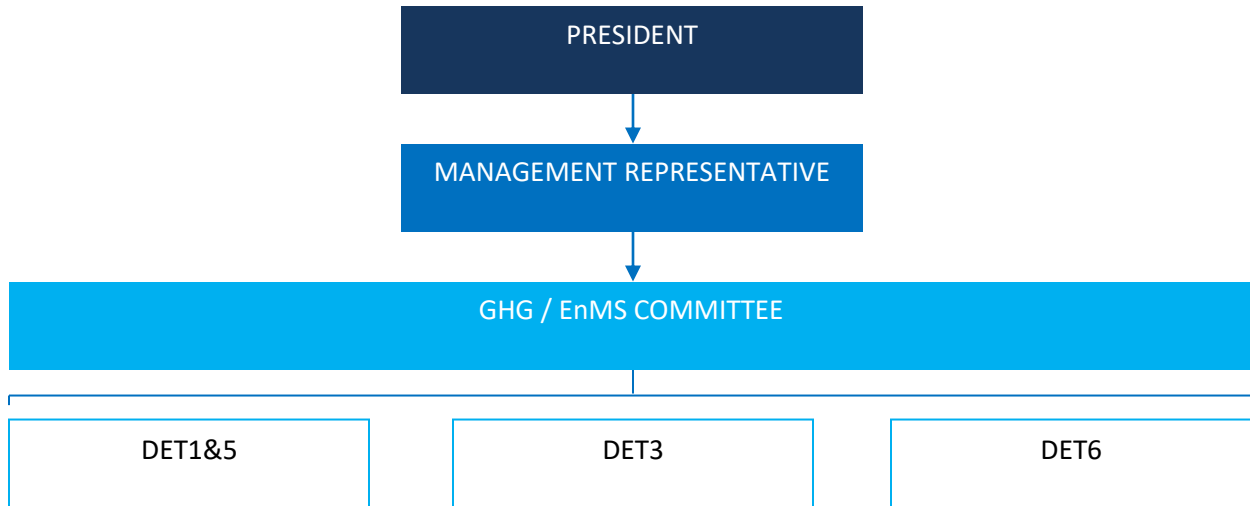 PRESIDENT
MANAGEMENT REPRESENTATIVE
GHG / EnMS COMMITTEE
DET1&5
DET3
DET6